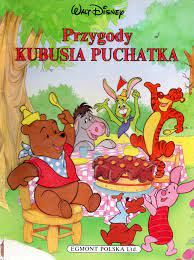 WALT DISNEY
Przygody
KUBUSIA PUCHATKA
EGMONT POLSKA Ltd.